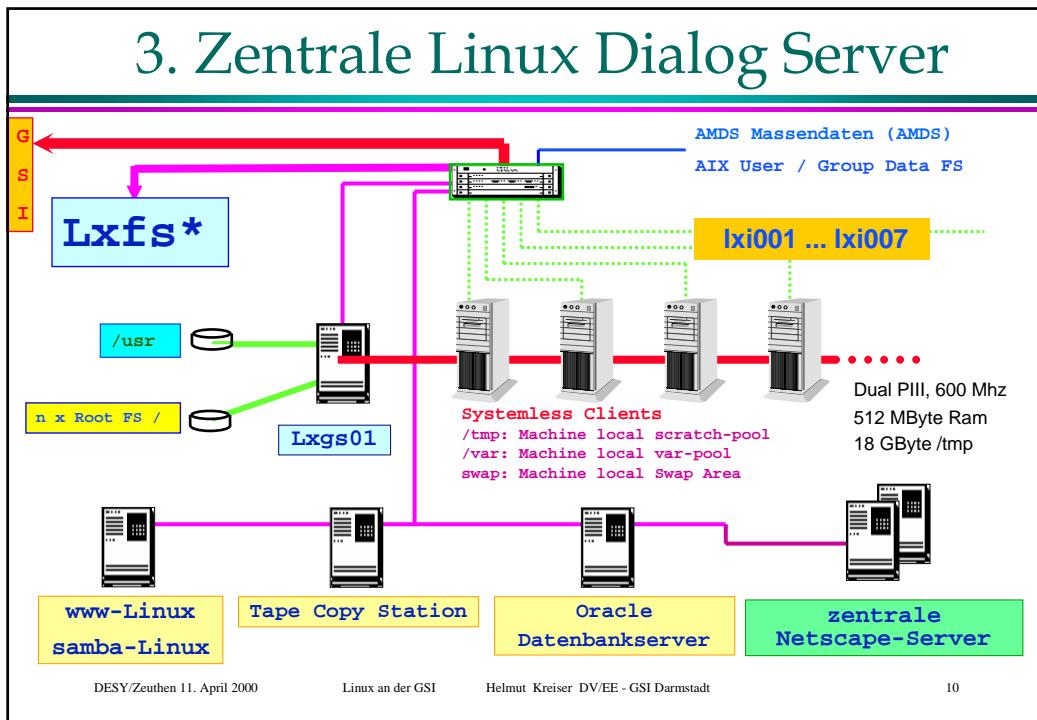 3. Zentrale Linux Dialog Server
G
S
I
AMDS Massendaten (AMDS)
AIX User / Group Data FS
Lxfs*
lxi001 ... lxi007
/usr
n x Root FS /
Lxgs01
Systemless Clients
/tmp: Machine local scratch-pool
/var: Machine local var-pool
swap: Machine local Swap Area
Dual PIII, 600 Mhz
512 MByte Ram
18 GByte /tmp
www-Linux
samba-Linux
Tape Copy Station
Oracle
Datenbankserver
zentrale
Netscape-Server
DESY/Zeuthen 11. April 2000 Linux an der GSI Helmut Kreiser DV/EE - GSI Darmstadt 10